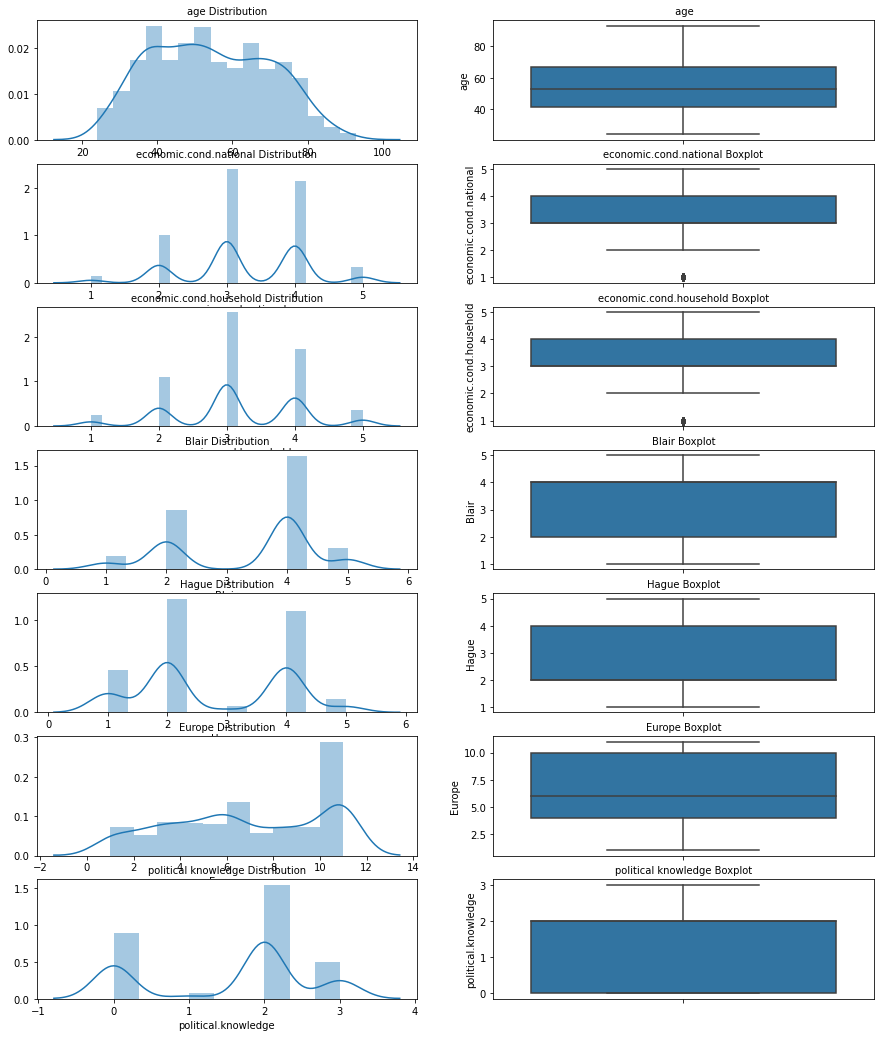 age Distribution
0.02
0.01
0.00
20 40 60 80 100
age
age
80
60
40
economic.cond.national Distribution
2
1
0
1 2 3 4 5
economic.cond.national Boxplot
economic.cond.national
5
4
3
2
1
economic.cond.household Distribution
2
1
0
1 2 3 4 5
economic.cond.household Boxplot
economic.cond.household
5
4
3
2
1
Blair Distribution
1.5
1.0
0.5
0.0
0 1 2 3 4 5 6
Blair Boxplot
Blair
5
4
3
2
1
Hague Distribution
1.0
0.5
0.0
0 1 2 3 4 5 6
Hague Boxplot
Hague
5
4
3
2
1
Europe Distribution
0.3
0.2
0.1
0.0
−2 0 2 4 6 8 10 12 14
Europe Boxplot
Europe
10.0
7.5
5.0
2.5
political knowledge Distribution
1.5
1.0
0.5
0.0
−1 0 1 2 3 4
political.knowledge
political knowledge Boxplot
political.knowledge
3
2
1
0